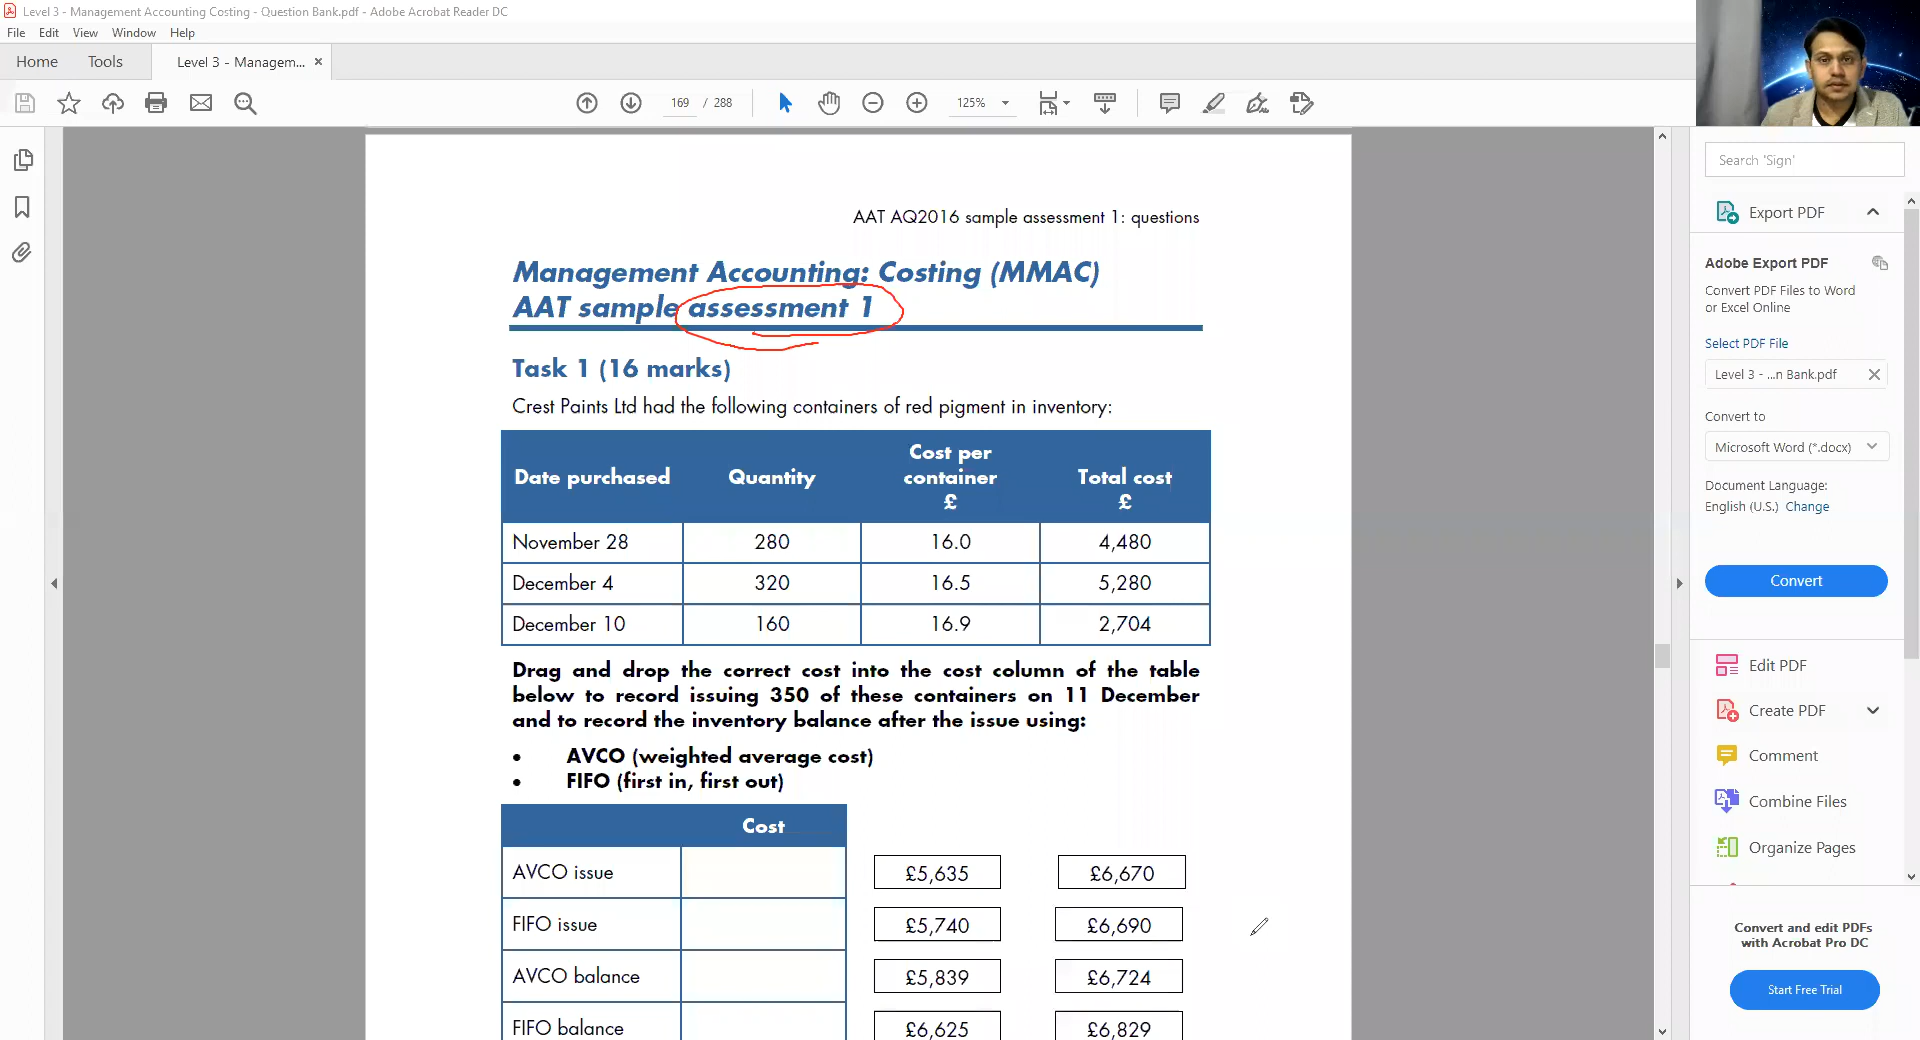 Level 3 - Management Accounting Costing - Question Bank.pdf - Adobe Acrobat Reader DC
File Edit View Window Help
Home Tools Level 3 - Managem... ×
169 / 288 125%
Search 'Sign'
Export PDF
Adobe Export PDF
Convert PDF Files to Word
or Excel Online
Select PDF File
Level 3 - ...n Bank.pdf
Convert to
Microsoft Word (*.docx)
Document Language:
English (U.S.) Change
Convert
Edit PDF
Create PDF
Comment
Combine Files
Organize Pages
Convert and edit PDFs
with Acrobat Pro DC
Start Free Trial
AAT AQ2016 sample assessment 1: questions
Management Accounting: Costing (MMAC)
AAT sample assessment 1
Task 1 (16 marks)
Crest Paints Ltd had the following containers of red pigment in inventory:
Date purchased Quantity Cost per container £ Total cost £
November 28 280 16.0 4,480
December 4 320 16.5 5,280
December 10 160 16.9 2,704
Drag and drop the correct cost into the cost column of the table
below to record issuing 350 of these containers on 11 December
and to record the inventory balance after the issue using:
• AVCO (weighted average cost)
• FIFO (first in, first out)
Cost
AVCO issue £5,635 £6,670
FIFO issue £5,740 £6,690
AVCO balance £5,839 £6,724
FIFO balance £6,625 £6,829